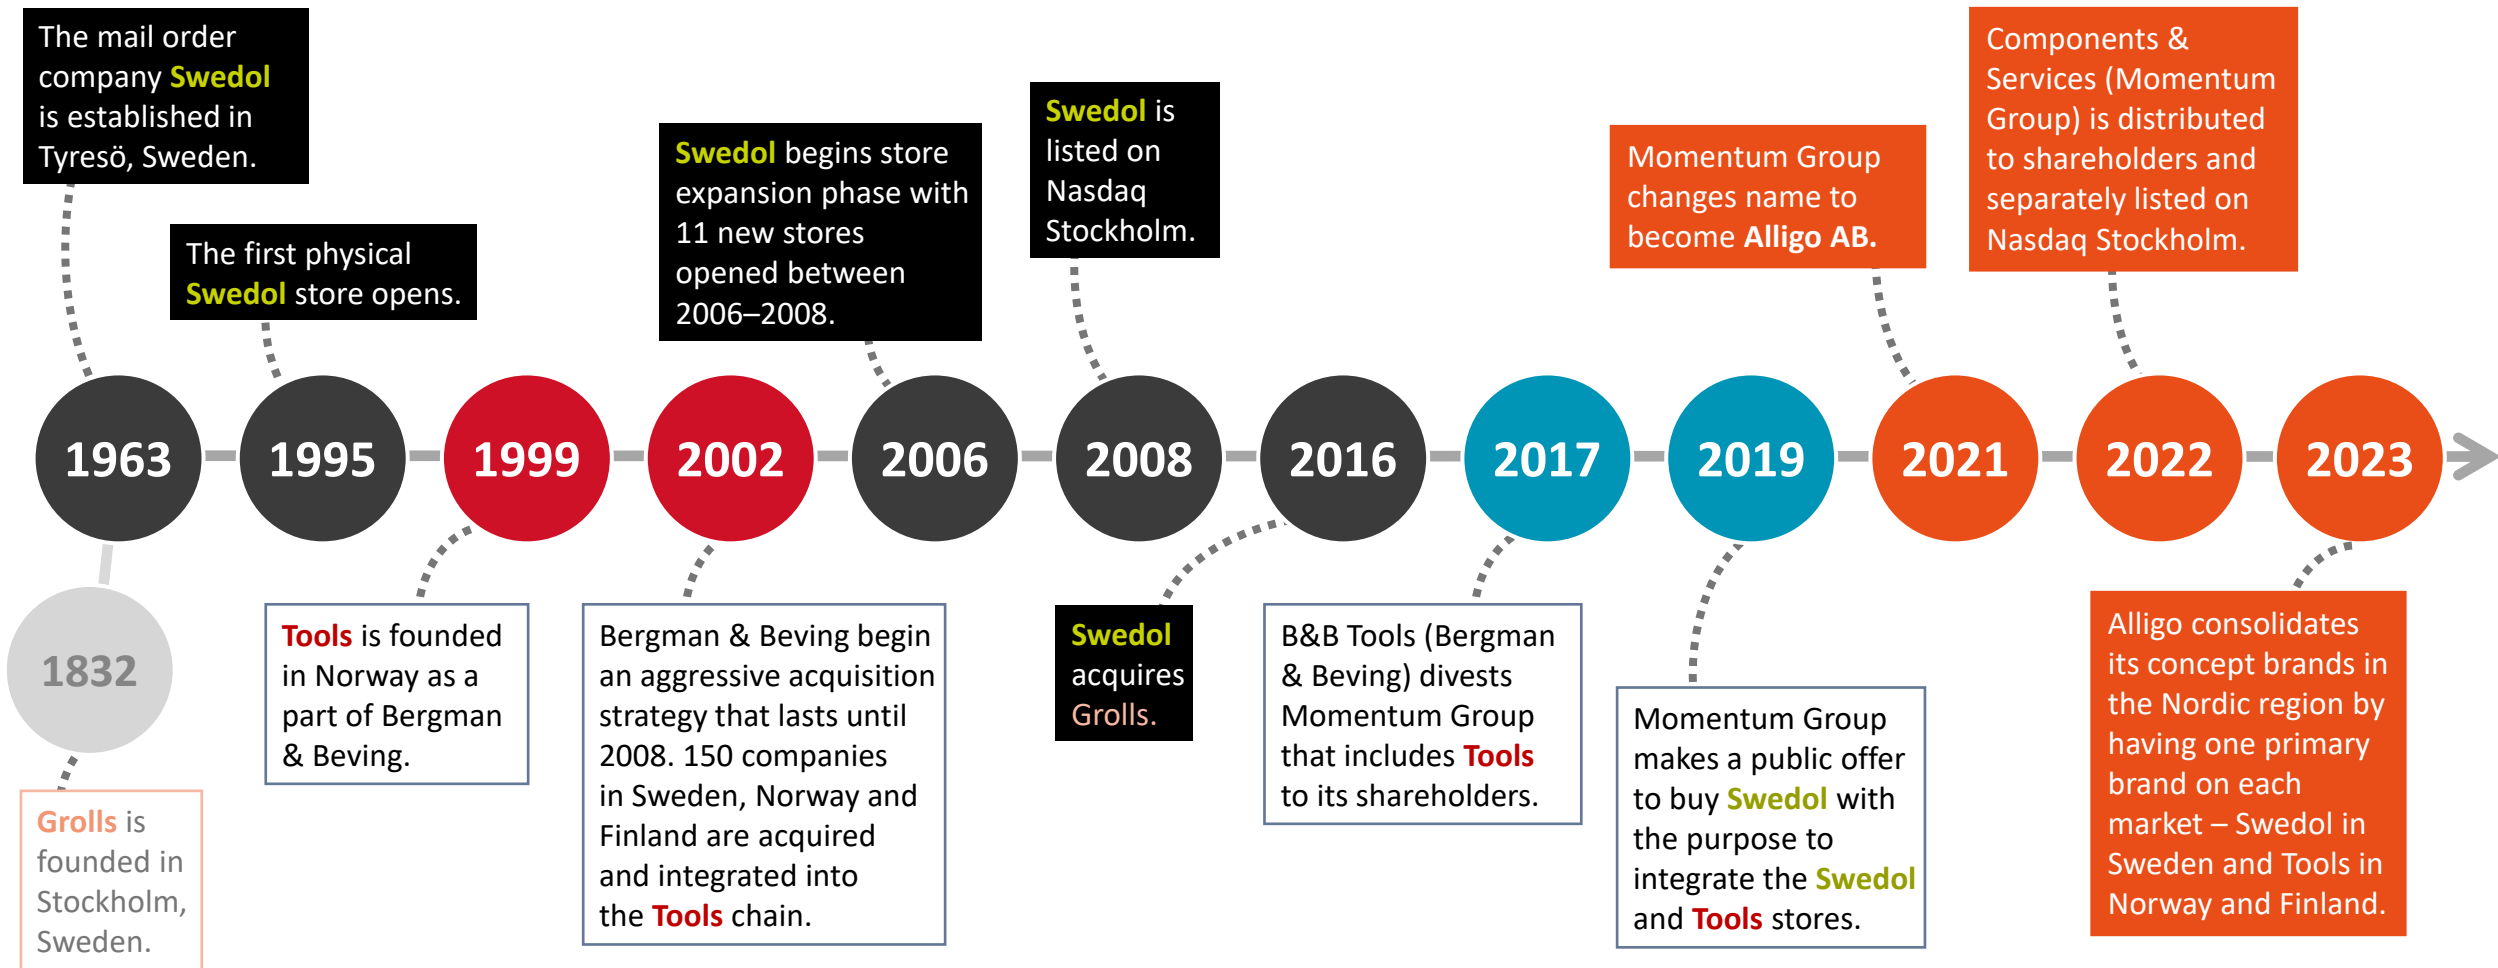 The mail order
company Swedol
is established in
Tyresö, Sweden.
The first physical
Swedol store opens.
Swedol begins store
expansion phase with
11 new stores
opened between
2006–2008.
Swedol is
listed on
Nasdaq
Stockholm.
Momentum Group
changes name to
become Alligo AB.
Components &
Services (Momentum
Group) is distributed
to shareholders and
separately listed on
Nasdaq Stockholm.
1963
1995
1999
2002
2006
2008
2016
2017
2019
2021
2022
2023
1832
Grolls is
founded in
Stockholm,
Sweden.
Tools is founded
in Norway as a
part of Bergman
& Beving.
Bergman & Beving begin
an aggressive acquisition
strategy that lasts until
2008. 150 companies
in Sweden, Norway and
Finland are acquired
and integrated into
the Tools chain.
Swedol
acquires
Grolls.
B&B Tools (Bergman
& Beving) divests
Momentum Group
that includes Tools
to its shareholders.
Momentum Group
makes a public offer
to buy Swedol with
the purpose to
integrate the Swedol
and Tools stores.
Alligo consolidates
its concept brands in
the Nordic region by
having one primary
brand on each
market – Swedol in
Sweden and Tools in
Norway and Finland.